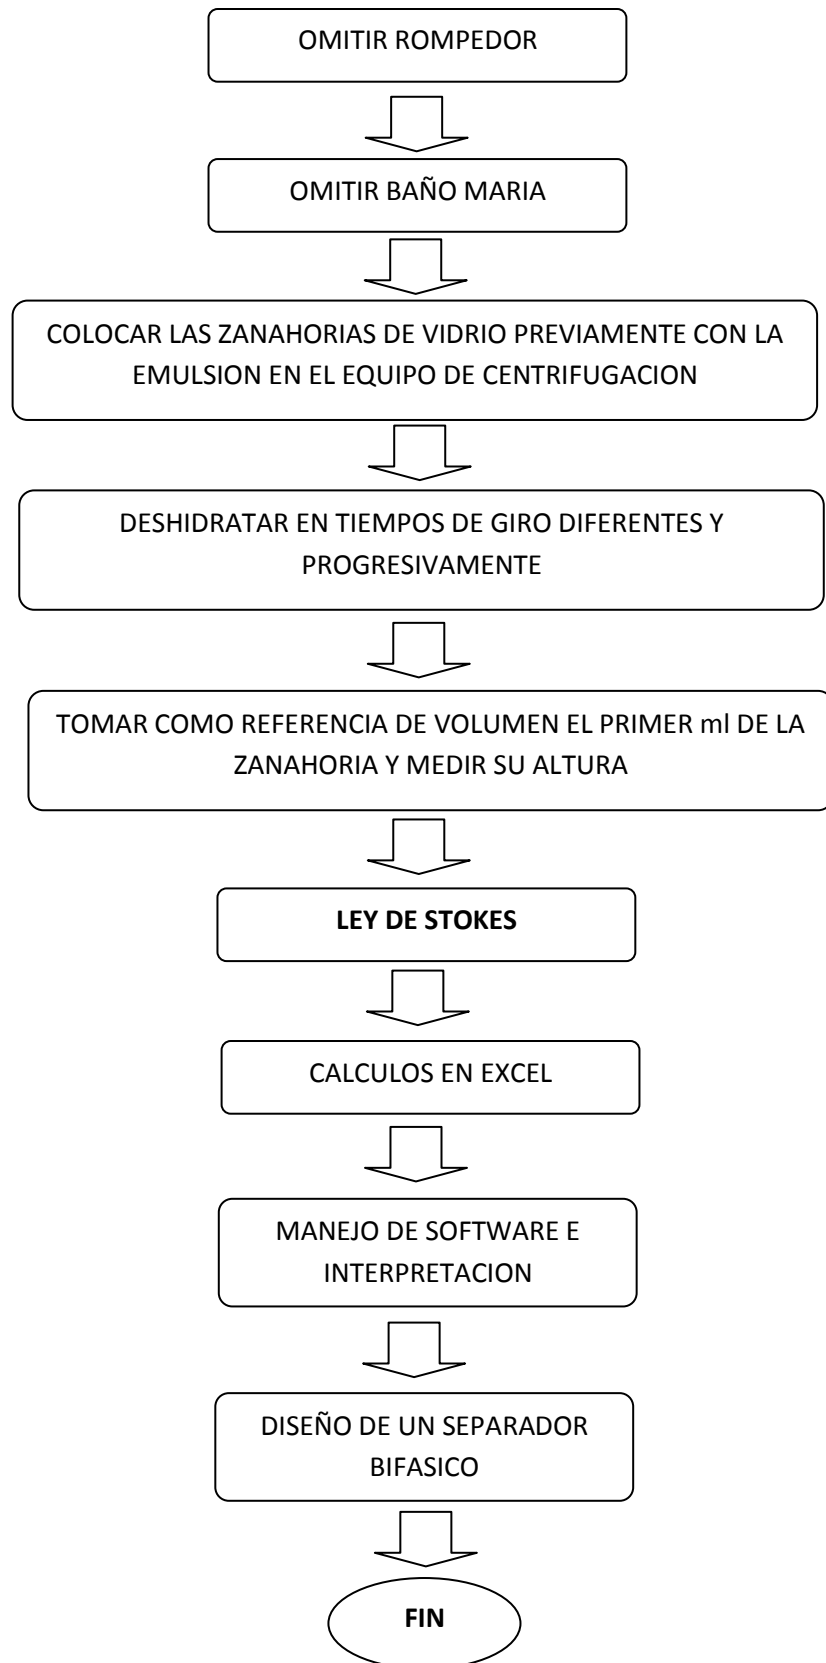 OMITIR ROMPEDOR
OMITIR BAÑO MARIA
COLOCAR LAS ZANAHORIAS DE VIDRIO PREVIAMENTE CON LA
EMULSION EN EL EQUIPO DE CENTRIFUGACION
DESHIDRATAR EN TIEMPOS DE GIRO DIFERENTES Y
PROGRESIVAMENTE
TOMAR COMO REFERENCIA DE VOLUMEN EL PRIMER ml DE LA
ZANAHORIA Y MEDIR SU ALTURA
LEY DE STOKES
CALCULOS EN EXCEL
MANEJO DE SOFTWARE E
INTERPRETACION
DISEÑO DE UN SEPARADOR
BIFASICO
FIN